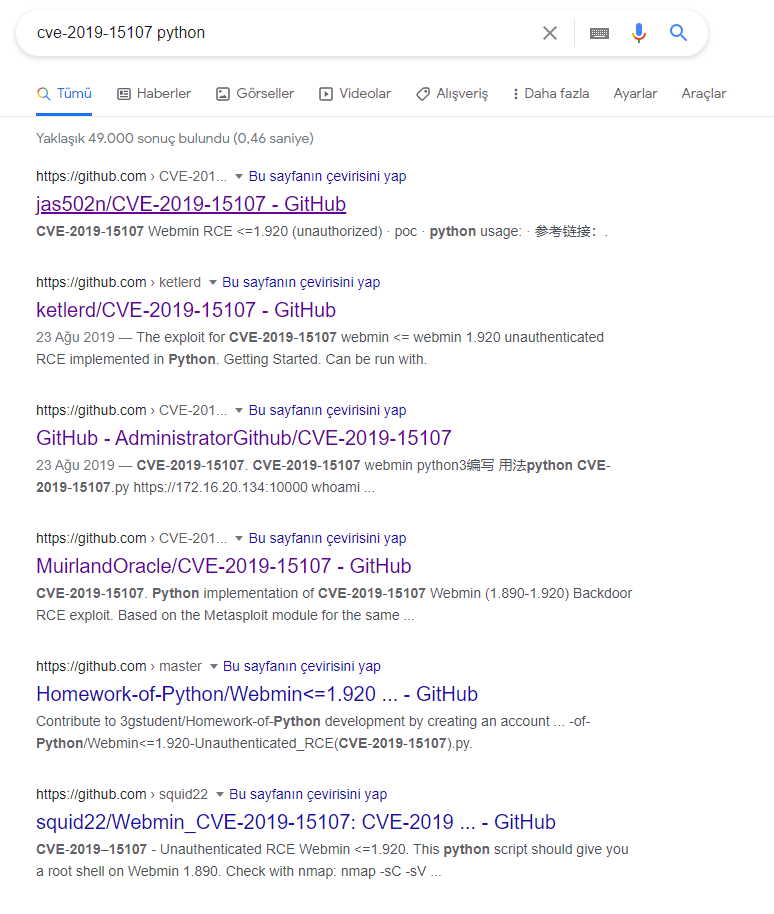 cve-2019-15107 python
Tümü Haberler Görseller Videolar Alışveriş Daha fazla Ayarlar Araçlar
Yaklaşık 49.000 sonuç bulundu (0,46 saniye)
https://github.com › CVE-201... Bu sayfanın çevirisini yap
jas502n/CVE-2019-15107 - GitHub
CVE-2019-15107 Webmin RCE <=1.920 (unauthorized) · poc · python usage: · 参考链接： .
https://github.com › ketlerd Bu sayfanın çevirisini yap
ketlerd/CVE-2019-15107 - GitHub
23 Ağu 2019 — The exploit for CVE-2019-15107 webmin <= webmin 1.920 unauthenticated
RCE implemented in Python. Getting Started. Can be run with.
https://github.com › CVE-201... Bu sayfanın çevirisini yap
GitHub - AdministratorGithub/CVE-2019-15107
23 Ağu 2019 — CVE-2019-15107. CVE-2019-15107 webmin python3编写 用法python CVE-
2019-15107.py https://172.16.20.134:10000 whoami ...
https://github.com › CVE-201... Bu sayfanın çevirisini yap
MuirlandOracle/CVE-2019-15107 - GitHub
CVE-2019-15107. Python implementation of CVE-2019-15107 Webmin (1.890-1.920) Backdoor
RCE exploit. Based on the Metasploit module for the same ...
https://github.com › master Bu sayfanın çevirisini yap
Homework-of-Python/Webmin<=1.920 ... - GitHub
Contribute to 3gstudent/Homework-of-Python development by creating an account ... -of-
Python/Webmin<=1.920-Unauthenticated_RCE(CVE-2019-15107).py.
https://github.com › squid22 Bu sayfanın çevirisini yap
squid22/Webmin_CVE-2019-15107: CVE-2019 ... - GitHub
CVE-2019–15107 - Unauthenticated RCE Webmin <=1.920. This python script should give you
a root shell on Webmin 1.890. Check with nmap: nmap -sC -sV ...